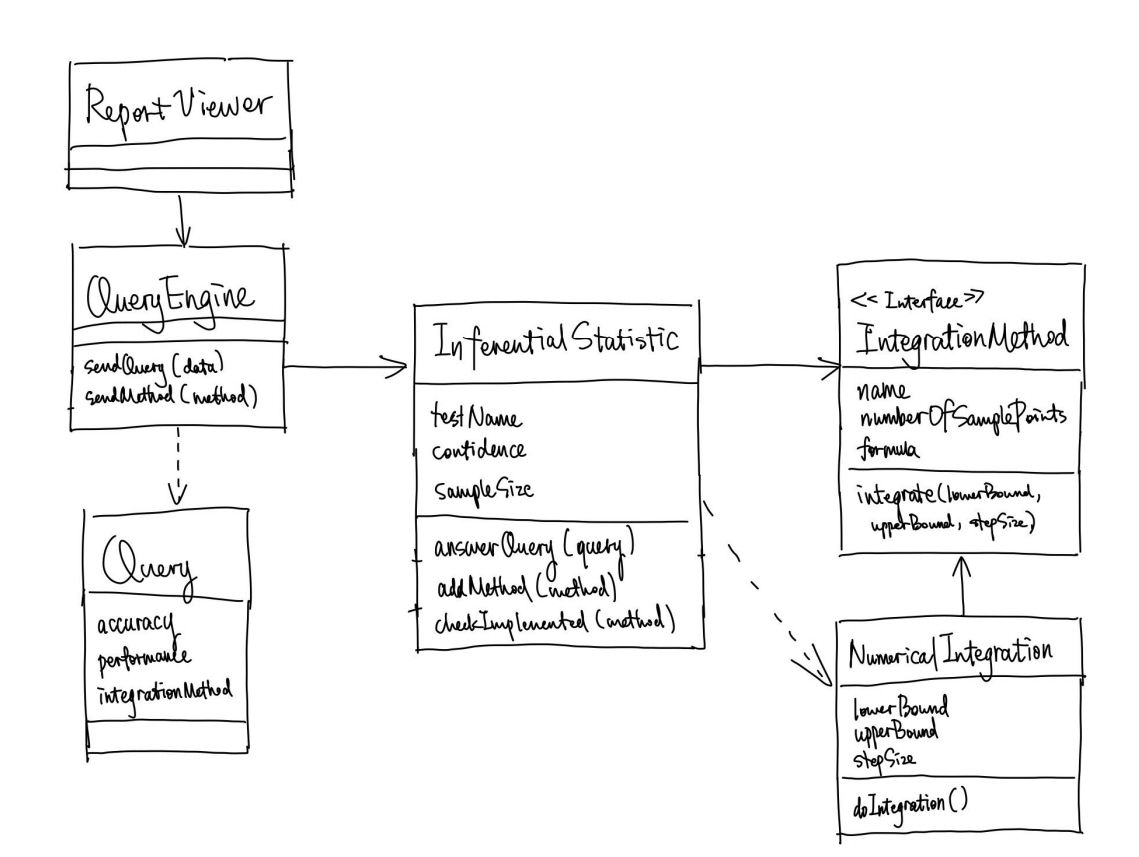 ReportViewer
QueryEngine
sendQuery (data)
sendMethod (method)
Query
accuracy
performance
integrationMethod
InferentialStatistic
testName
confidence
sampleSize
answerQuery (query)
addMethod (method)
checkImplemented (method)
<< Interface >>
IntegrationMethod
name
numberOfSamplePoints
formula
integrate(lowerBound,
upperBound, stepSize)
NumericalIntegration
lowerBound
upperBound
stepSize
doIntegration()